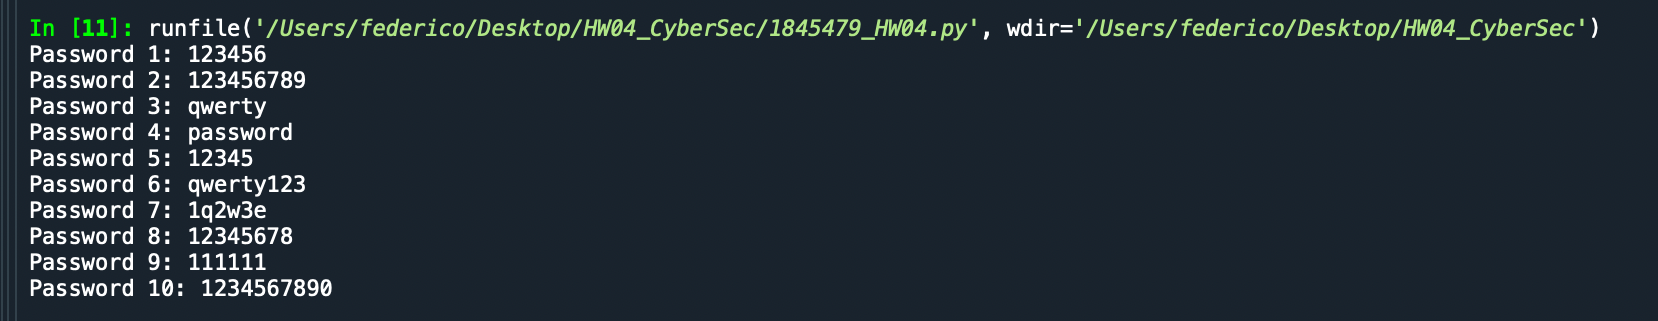 In [11]: runfile('/Users/federico/Desktop/HW04_CyberSec/1845479_HW04.py', wdir='/Users/federico/Desktop/HW04_CyberSec')
Password 1: 123456
Password 2: 123456789
Password 3: qwerty
Password 4: password
Password 5: 12345
Password 6: qwerty123
Password 7: 1q2w3e
Password 8: 12345678
Password 9: 111111
Password 10: 1234567890